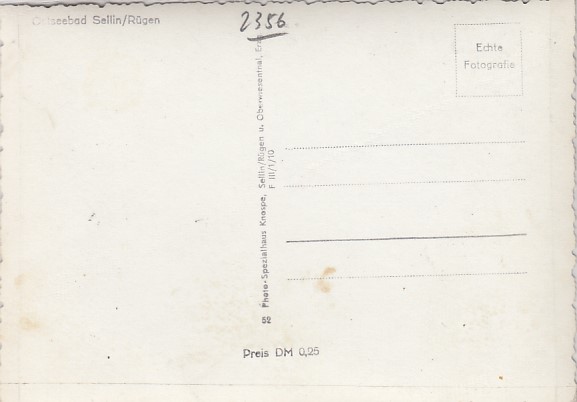 Ostseebad Sellin/Rügen
2356
Echte
Fotografie
Photo-Spezialhaus Knospe, Sellin/Rügen u. Oberwiesenthal,
F III/1/10
52
Preis DM 0,25